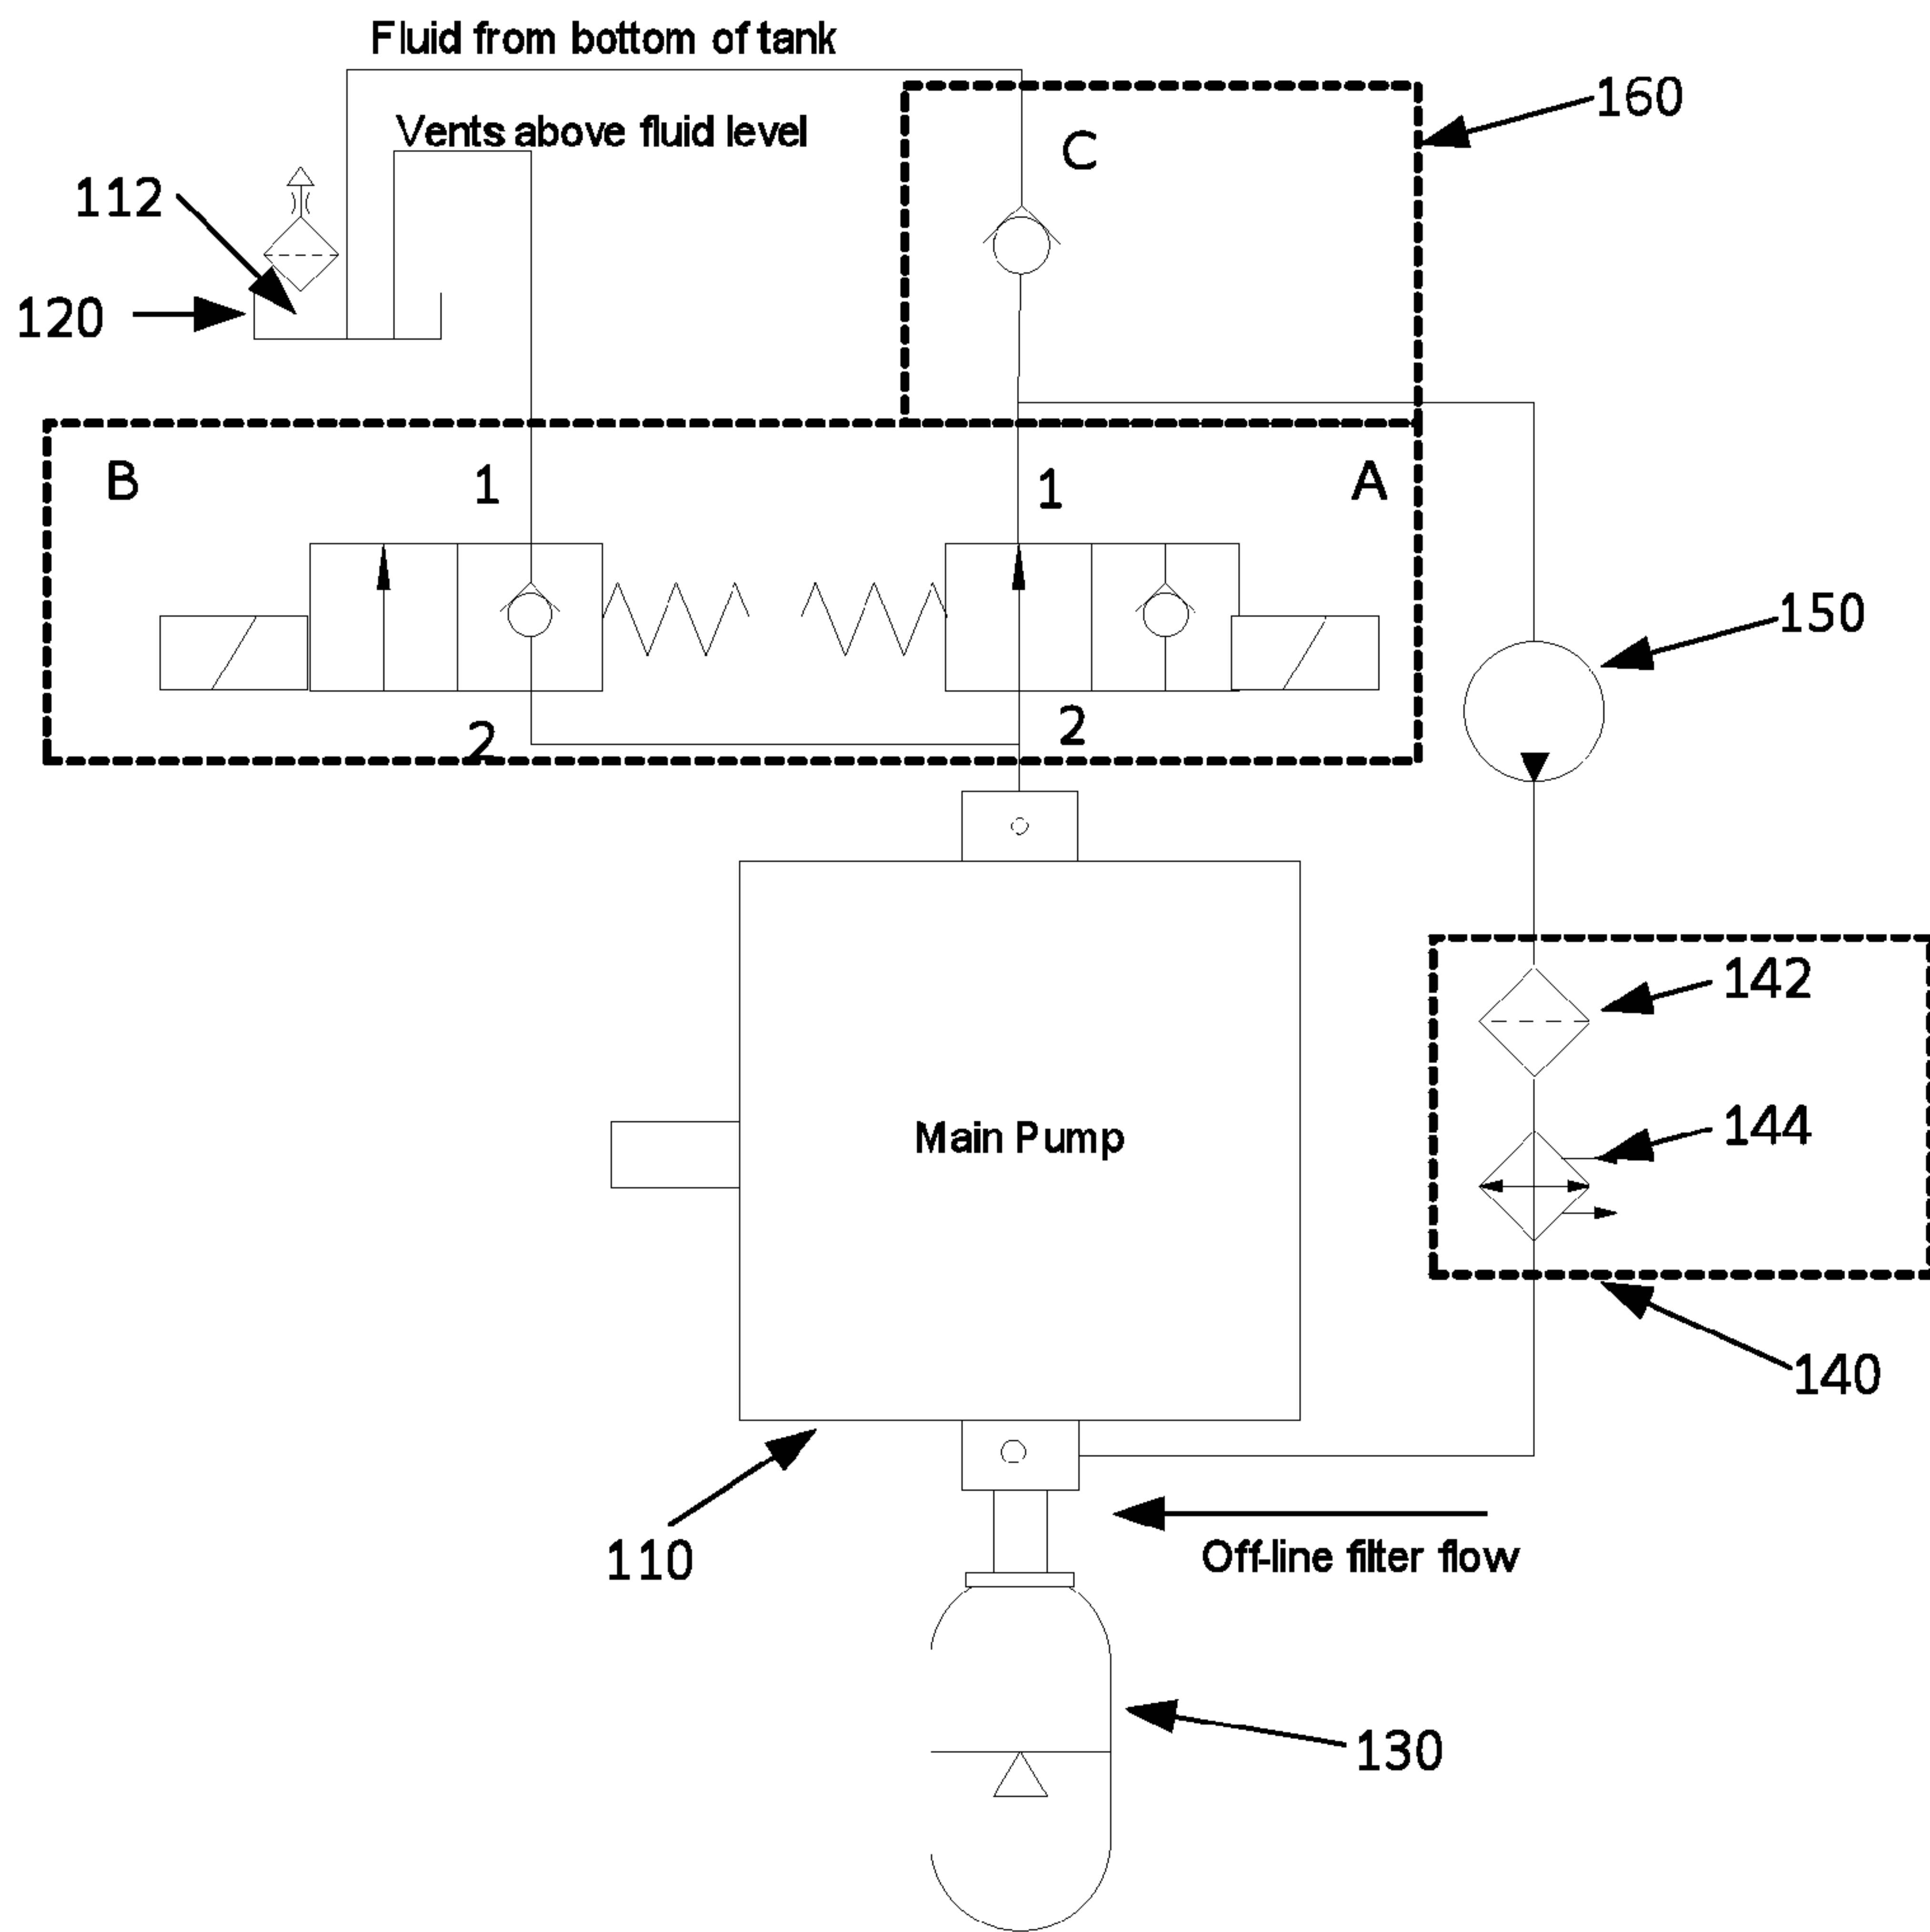 Fluid from bottom of tank
160
Vents above fluid level
C
112
120
B
1
1
A
150
2
2
142
Main Pump
144
140
110
Off-line filter flow
130